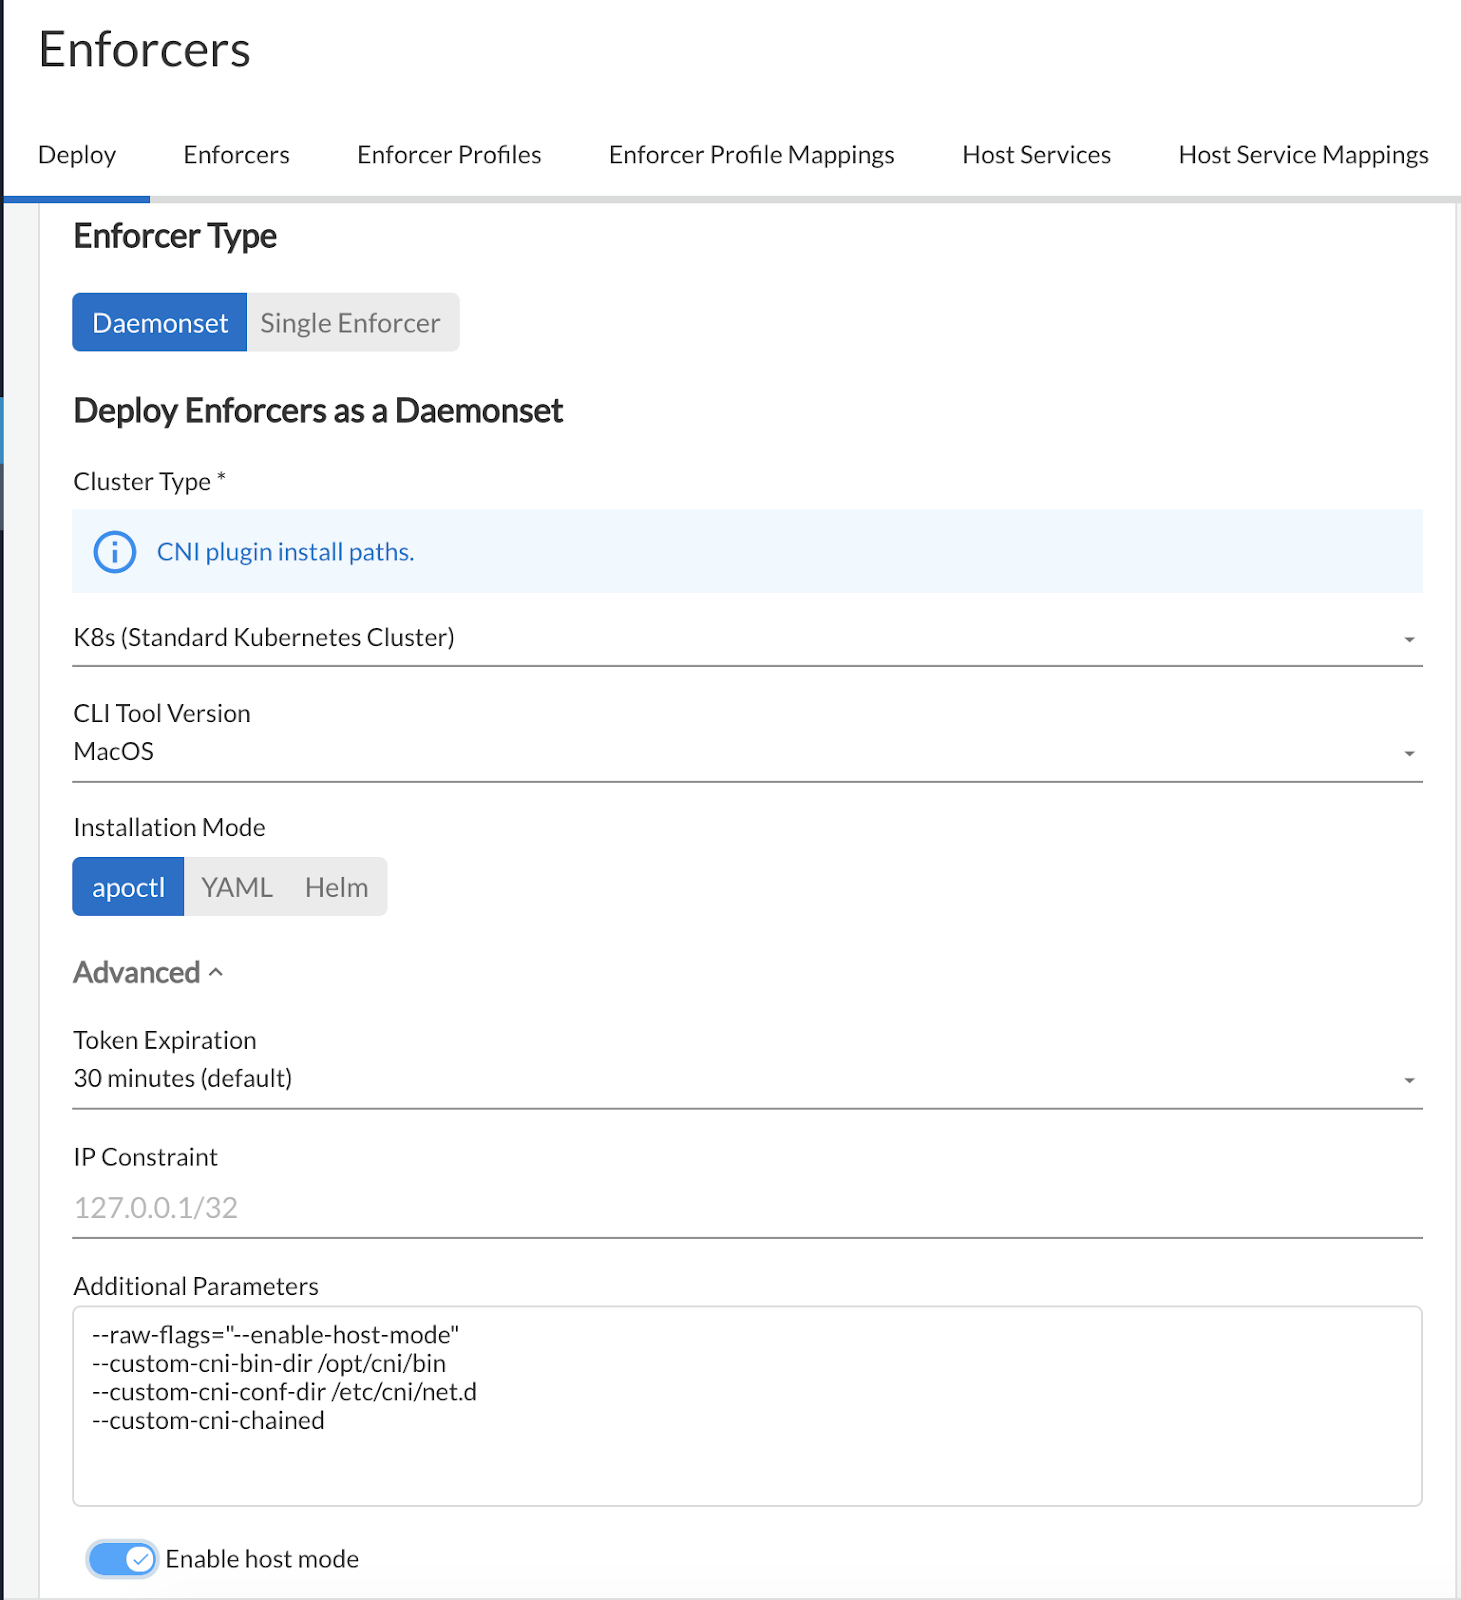 Enforcers
Deploy Enforcers Enforcer Profiles Enforcer Profile Mappings Host Services Host Service Mappings
Enforcer Type
Daemonset Single Enforcer
Deploy Enforcers as a Daemonset
Cluster Type *
CNI plugin install paths.
K8s (Standard Kubernetes Cluster)
CLI Tool Version
MacOS
Installation Mode
apoctl YAML Helm
Advanced
Token Expiration
30 minutes (default)
IP Constraint
127.0.0.1/32
Additional Parameters
--raw-flags="--enable-host-mode"
--custom-cni-bin-dir /opt/cni/bin
--custom-cni-conf-dir /etc/cni/net.d
--custom-cni-chained
Enable host mode